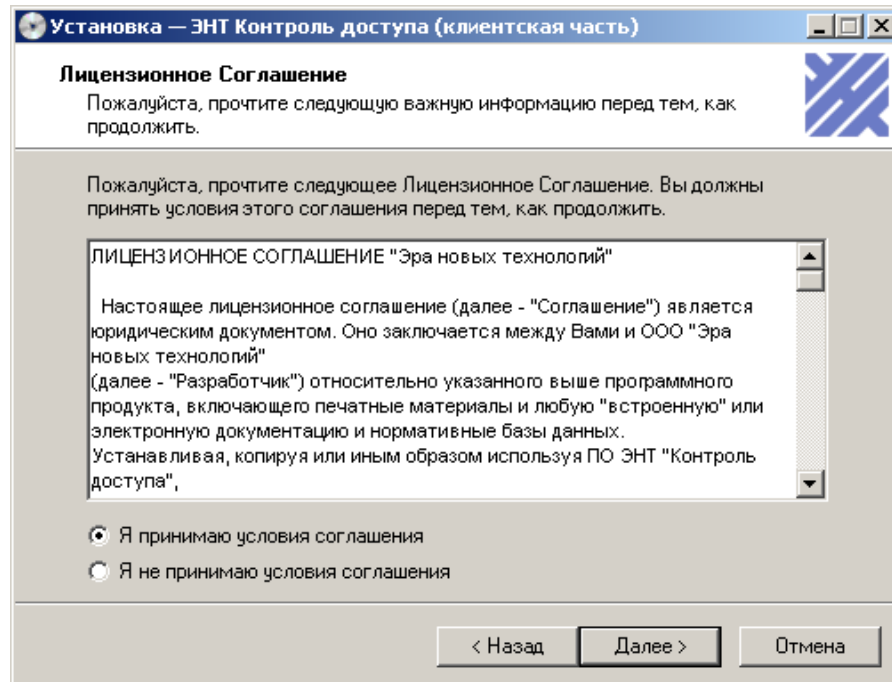 Установка — ЭНТ Контроль доступа (клиентская часть)
Лицензионное Соглашение
Пожалуйста, прочтите следующую важную информацию перед тем, как
продолжить.
Пожалуйста, прочтите следующее Лицензионное Соглашение. Вы должны
принять условия этого соглашения перед тем, как продолжить.
ЛИЦЕНЗИОННОЕ СОГЛАШЕНИЕ "Эра новых технологий"
Настоящее лицензионное соглашение (далее - "Соглашение") является
юридическим документом. Оно заключается между Вами и ООО "Эра
новых технологий"
(далее - "Разработчик") относительно указанного выше программного
продукта, включающего печатные материалы и любую "встроенную" или
электронную документацию и нормативные базы данных.
Устанавливая, копируя или иным образом используя ПО ЭНТ "Контроль
доступа",
Я принимаю условия соглашения
Я не принимаю условия соглашения
< Назад Далее > Отмена